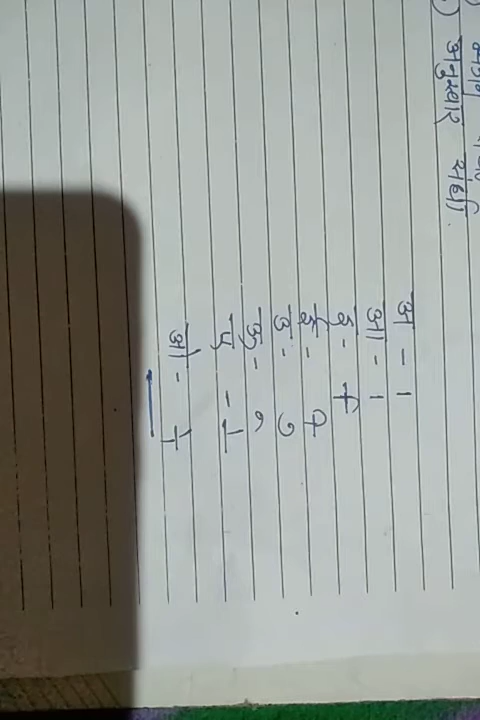 ) अनुस्वार संधि
अ - ।
आ - ।
इ - ि
ई - ी
उ - ु
ऊ - ू
ए - े
ओ - ो